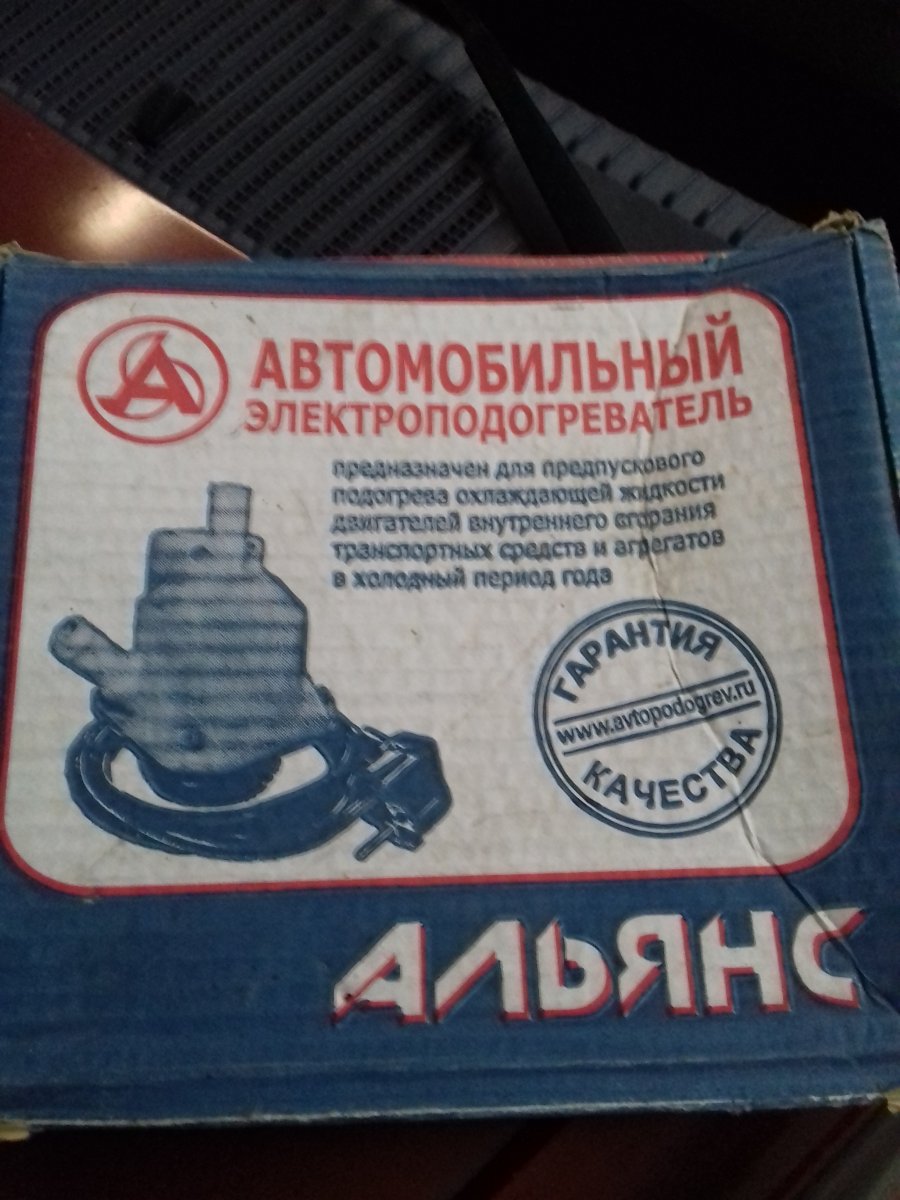 А
АВТОМОБИЛЬНЫЙ
ЭЛЕКТРОПОДОГРЕВАТЕЛЬ
предназначен для предпускового
подогрева охлаждающей жидкости
двигателей внутреннего сгорания
транспортных средств и агрегатов
в холодный период года
ГАРАНТИЯ
www.avtopodogrev.ru
КАЧЕСТВА
АЛЬЯНС